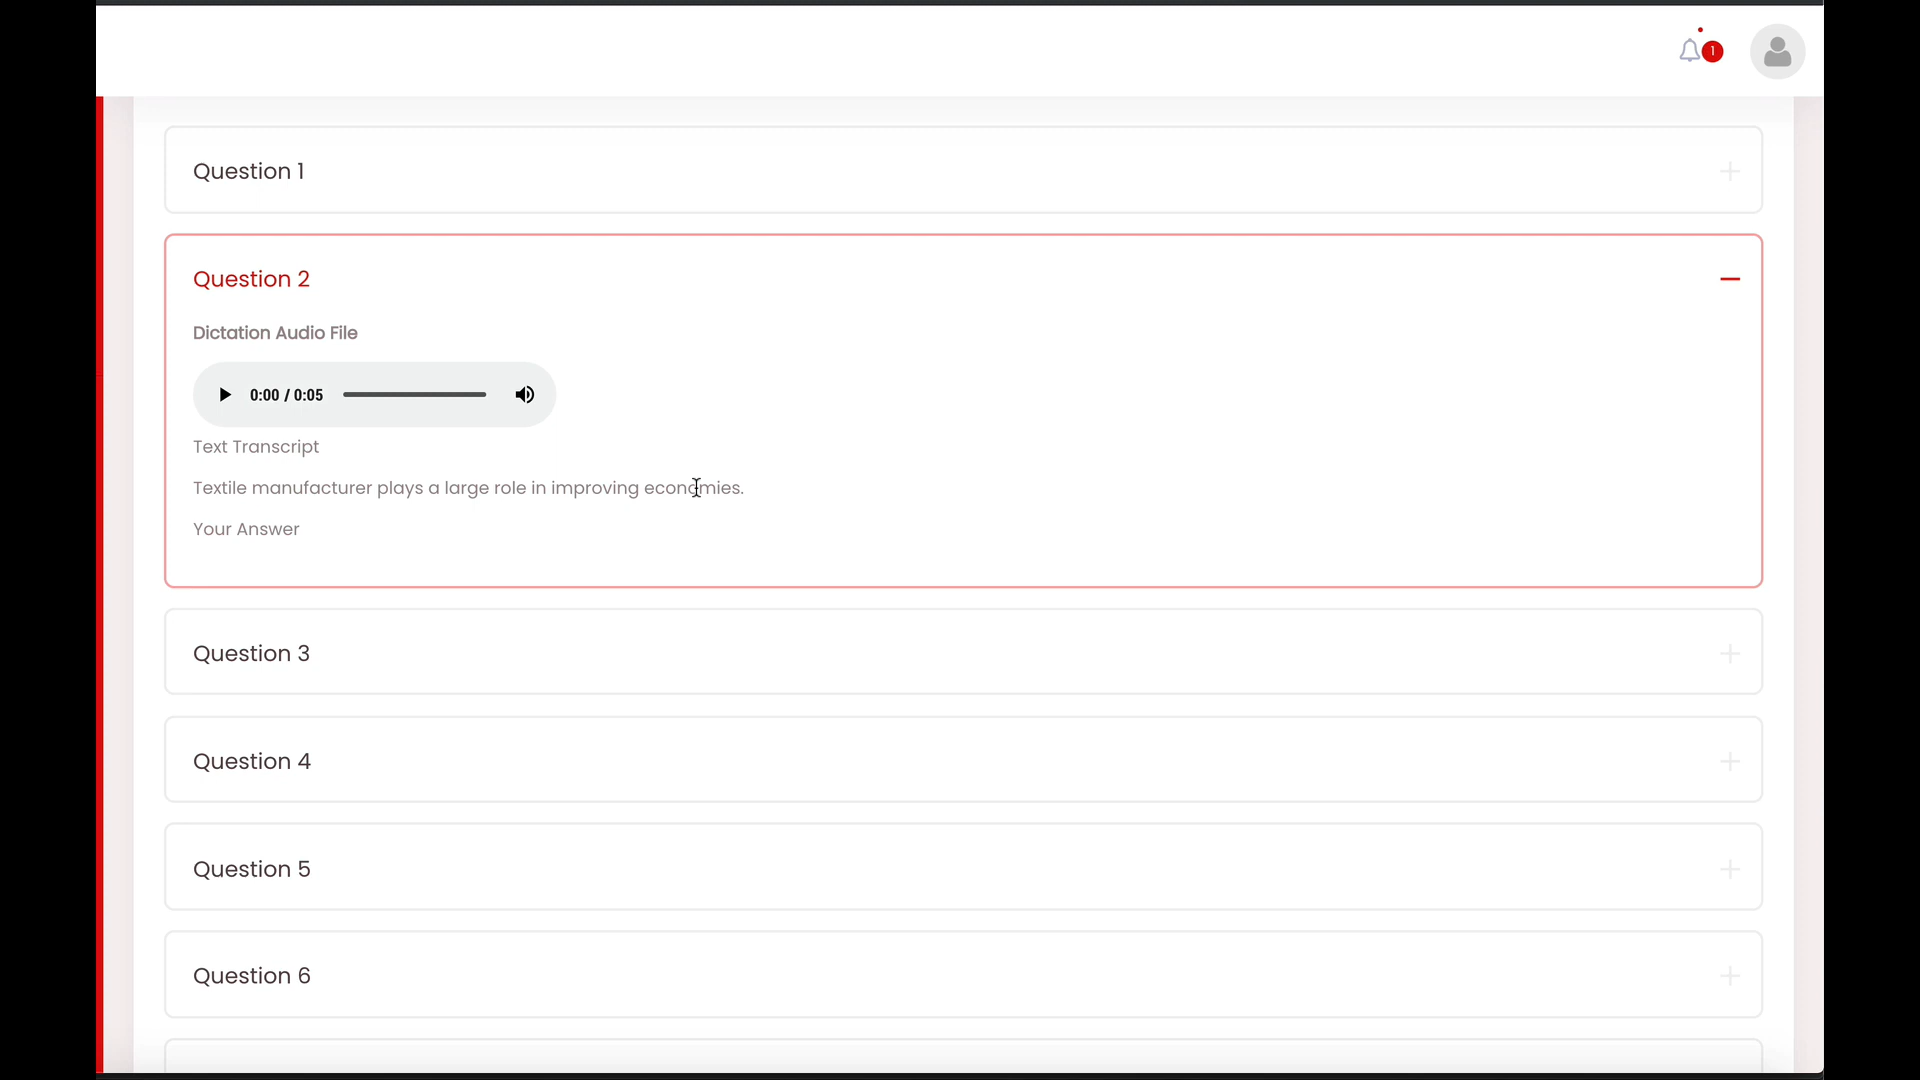 1
Question 1
Question 2
Dictation Audio File
0:00 / 0:05
Text Transcript
Textile manufacturer plays a large role in improving economies.
Your Answer
Question 3
Question 4
Question 5
Question 6